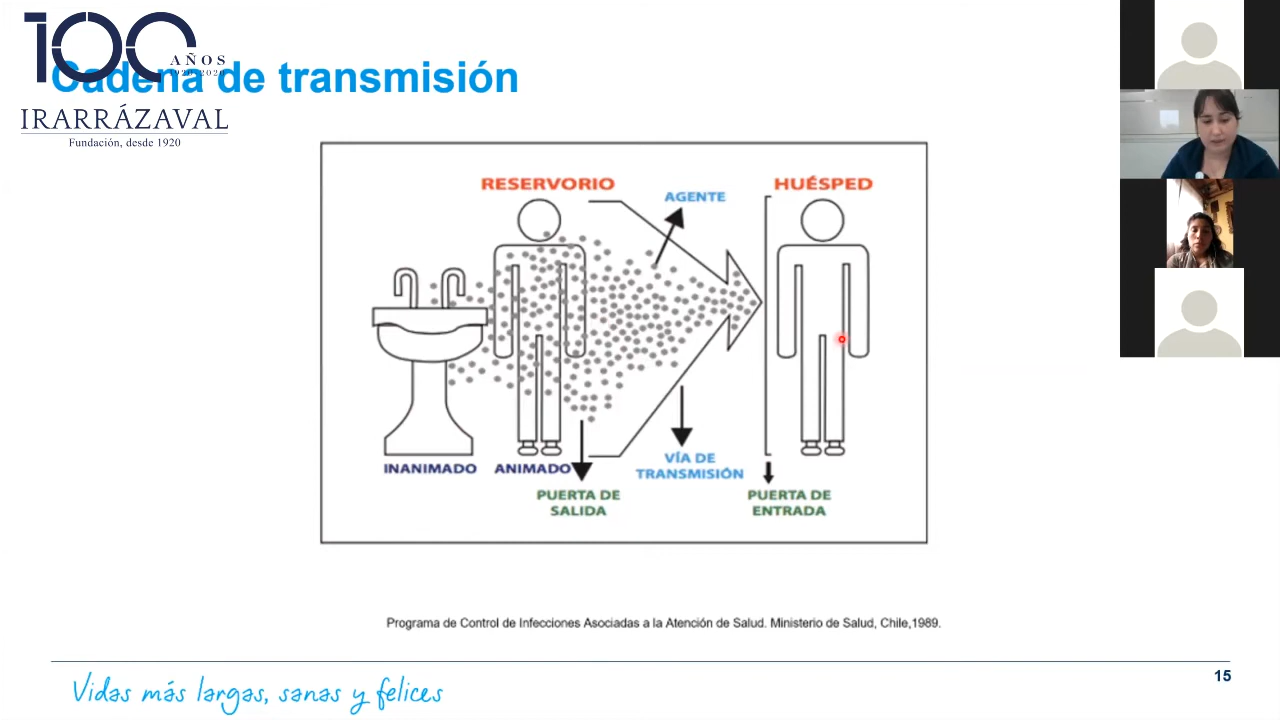 100
AÑOS
1920-2020
Cadena de transmisión
IRARRÁZAVAL
Fundación, desde 1920
RESERVORIO
AGENTE
HUÉSPED
INANIMADO
ANIMADO
VÍA DE
TRANSMISIÓN
PUERTA DE
SALIDA
PUERTA DE
ENTRADA
Programa de Control de Infecciones Asociadas a la Atención de Salud. Ministerio de Salud, Chile,1989.
Vidas más largas, sanas y felices
15